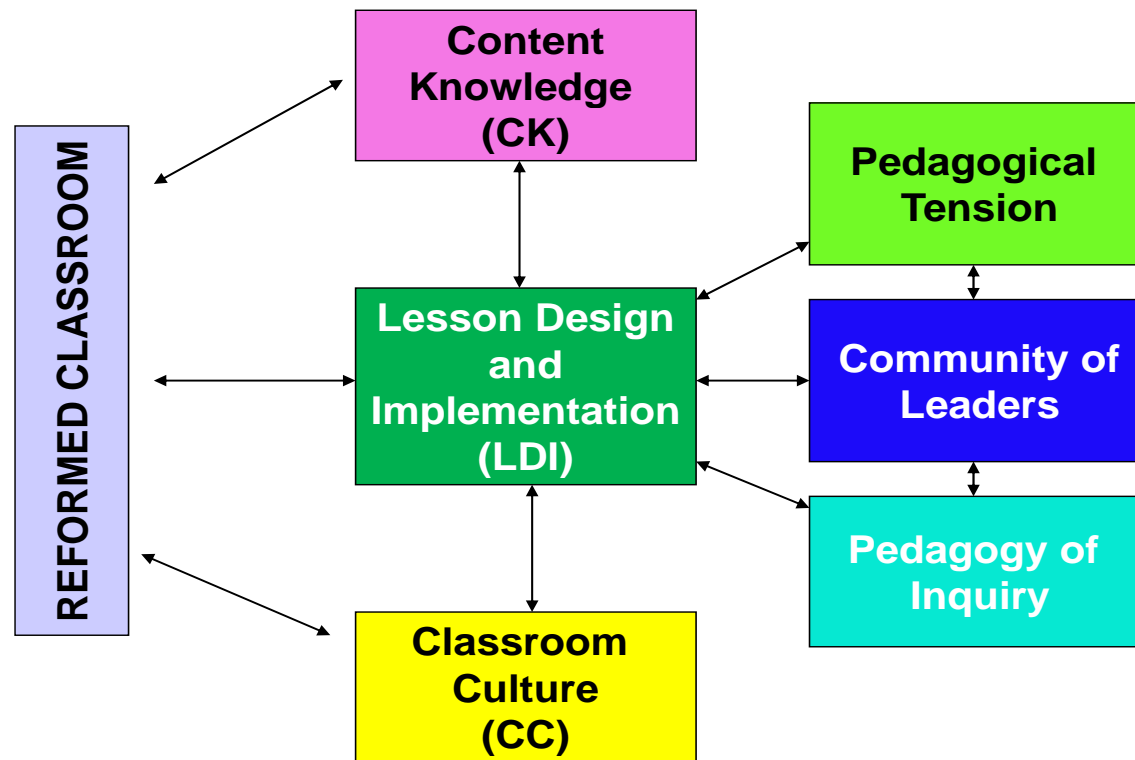 REFORMED CLASSROOM
Content
Knowledge
(CK)
Lesson Design
and
Implementation
(LDI)
Classroom
Culture
(CC)
Pedagogical
Tension
Community of
Leaders
Pedagogy of
Inquiry